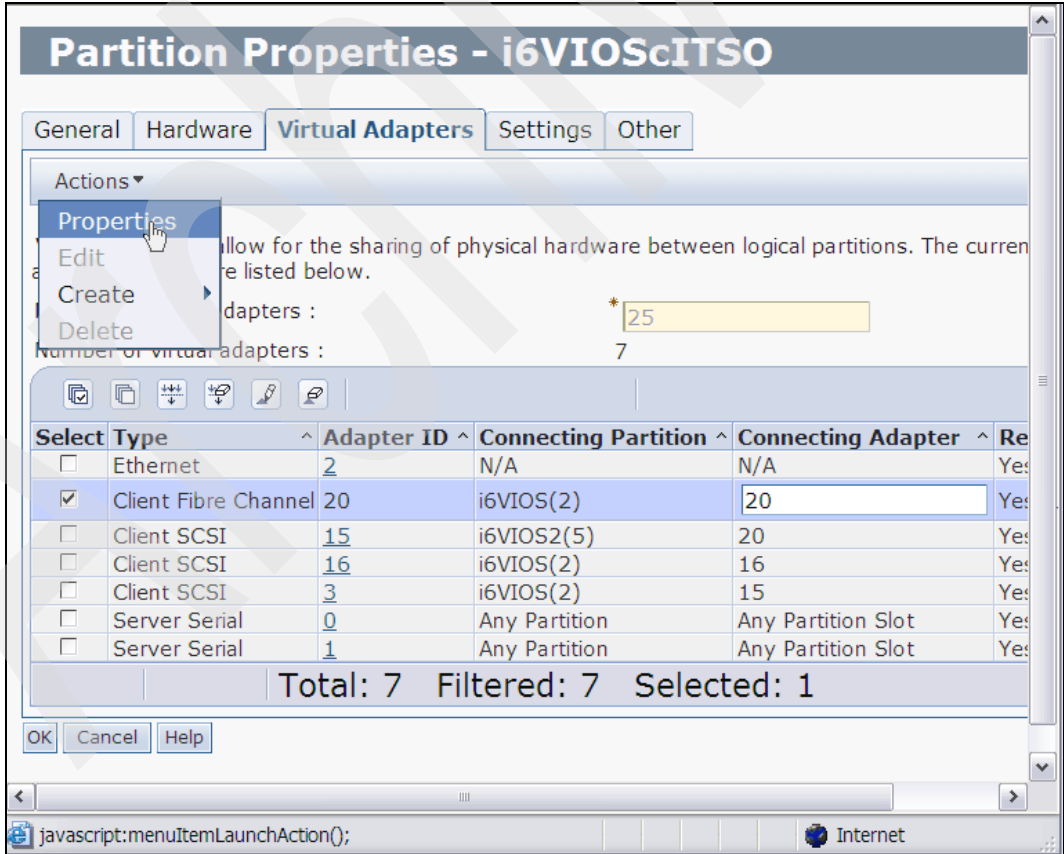 Partition Properties - i6VIOScITSO
General Hardware Virtual Adapters Settings Other
Actions
Properties
llow for the sharing of physical hardware between logical partitions. The curren
Edit
re listed below.
Create
dapters : * 25
Delete
Number of virtual adapters : 7
Select Type Adapter ID Connecting Partition Connecting Adapter Re
Ethernet 2 N/A N/A Yes
Client Fibre Channel 20 i6VIOS(2) 20 Yes
Client SCSI 15 i6VIOS2(5) 20 Yes
Client SCSI 16 i6VIOS(2) 16 Yes
Client SCSI 3 i6VIOS(2) 15 Yes
Server Serial 0 Any Partition Any Partition Slot Yes
Server Serial 1 Any Partition Any Partition Slot Yes
Total: 7 Filtered: 7 Selected: 1
OK Cancel Help
javascript:menuItemLaunchAction(); Internet